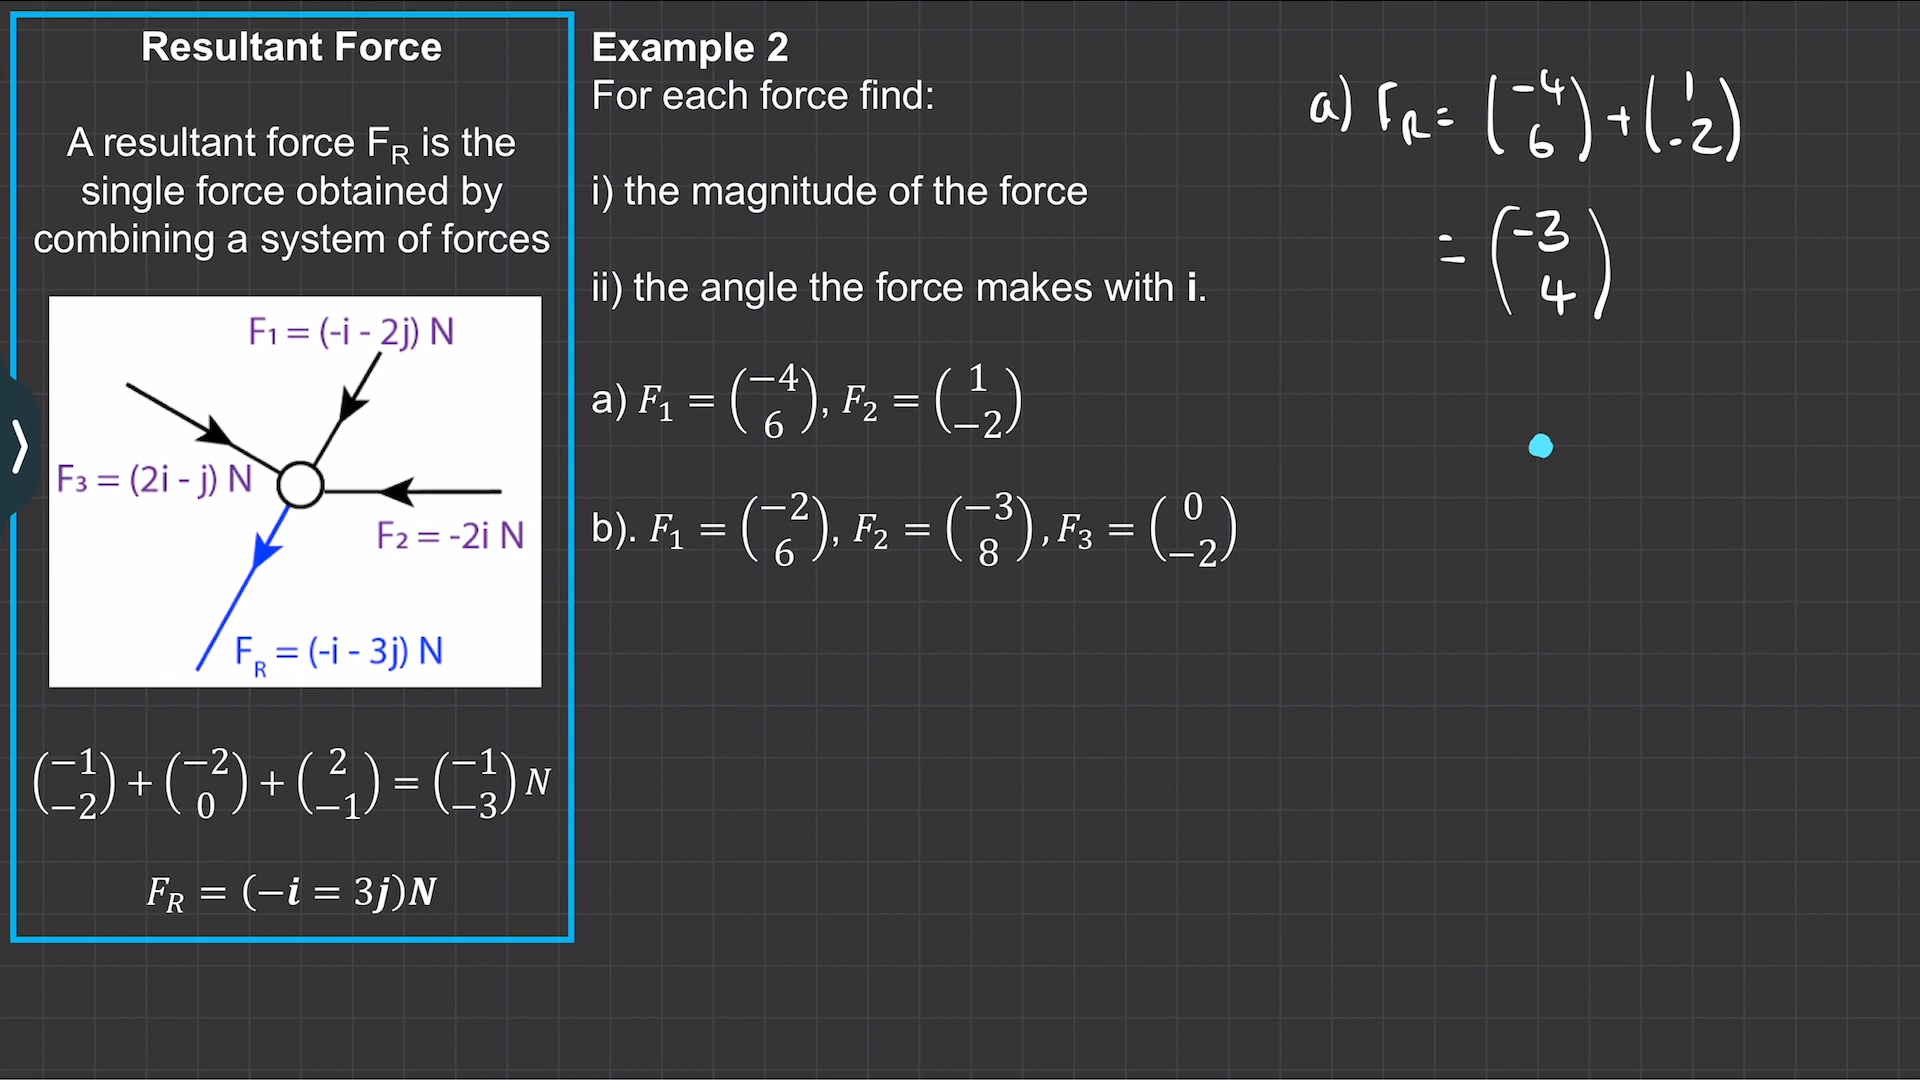 Resultant Force
A resultant force F_R is the
single force obtained by
combining a system of forces
F₁ = (-i - 2j) N
F₃ = (2i - j) N
F₂ = -2i N
F_R = (-i - 3j) N
(−1 −2) + (−2 0) + (2 −1) = (−1 −3) N
F_R = (−i = 3j)N
Example 2
For each force find:
i) the magnitude of the force
ii) the angle the force makes with i.
a) F₁ = (−4 6), F₂ = (1 −2)
b). F₁ = (−2 6), F₂ = (−3 8), F₃ = (0 −2)
a) F_R = (-4 6) + (1 -2)
= (-3 4)